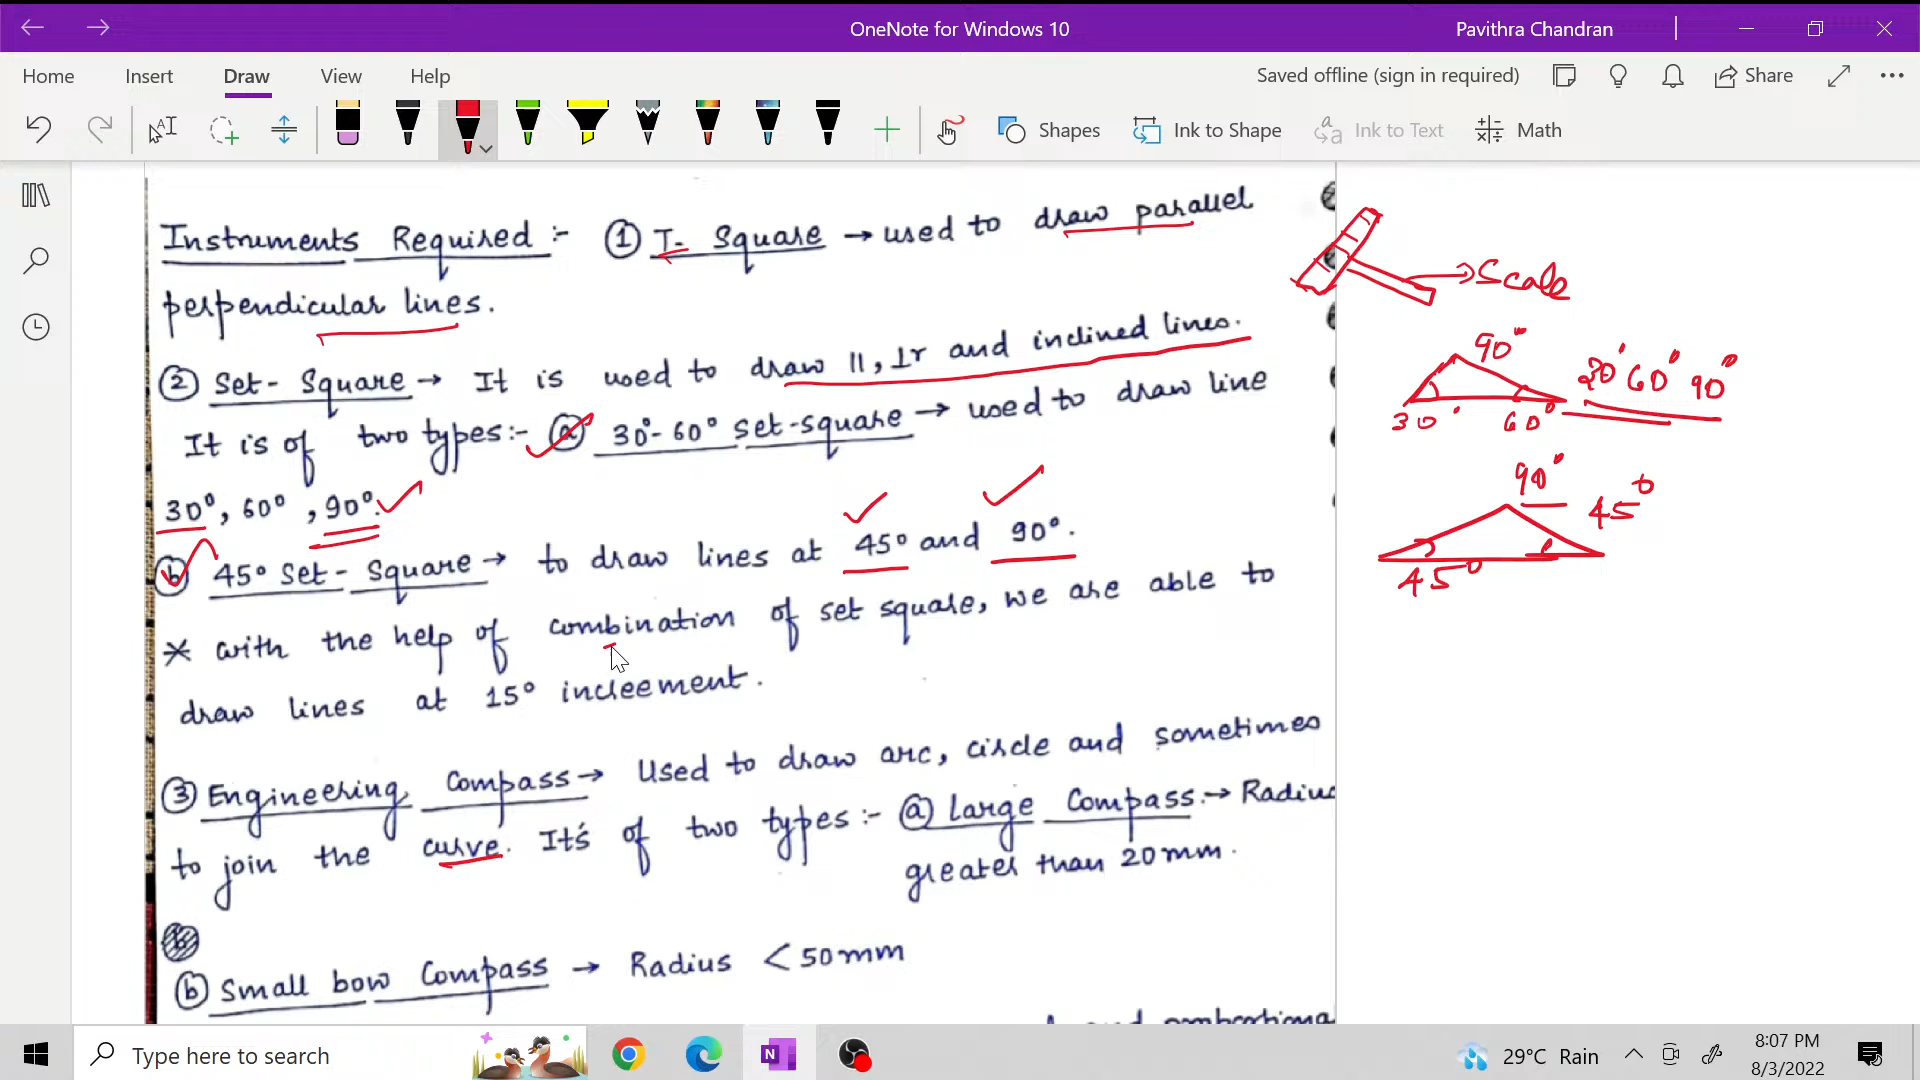 OneNote for Windows 10
Pavithra Chandran
Home Insert Draw View Help
Saved offline (sign in required) Share
Shapes Ink to Shape Ink to Text Math
Instruments Required :- ① T- Square → used to draw parallel
perpendicular lines.
② Set- Square → It is used to draw ||, Ir and inclined lines.
It is of two types:- ⓐ 30°-60° Set-square → used to draw line
30°, 60°, 90°.
ⓑ 45° Set- Square → to draw lines at 45° and 90°.
* with the help of combination of set square, we are able to
draw lines at 15° increement.
③ Engineering Compass → Used to draw arc, circle and sometimes
to join the curve. It's of two types :- ⓐ Large Compass. → Radius
greater than 20mm.
ⓑ Small bow Compass → Radius < 50mm
Scale
90°
30° 60°
30° 60° 90°
90°
45°
45°
Type here to search
29°C Rain
8:07 PM
8/3/2022